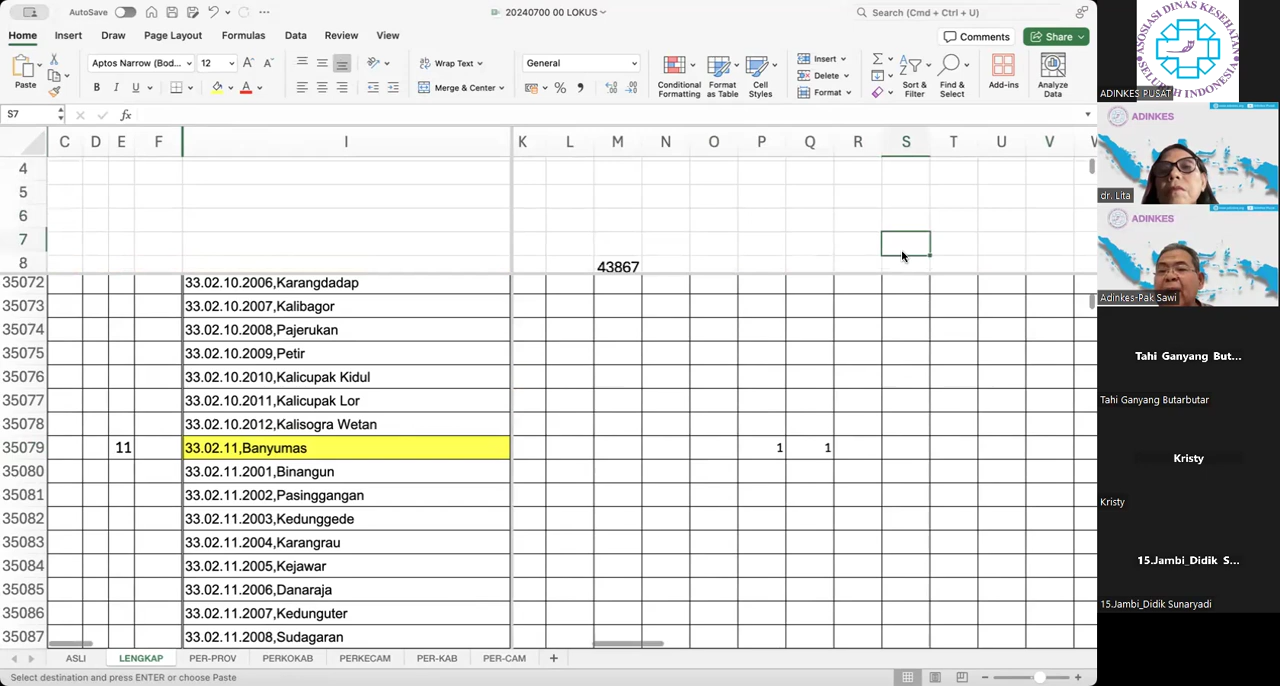 AutoSave
20240700 00 LOKUS
Search (Cmd + Ctrl + U)
Home Insert Draw Page Layout Formulas Data Review View
Comments Share
Paste
Aptos Narrow (Bod... 12
B I U
Wrap Text
Merge & Center
General
Conditional Formatting
Format as Table
Cell Styles
Insert
Delete
Format
Sort & Filter
Find & Select
Add-ins
Analyze Data
S7 fx
C D E F I K L M N O P Q R S T U V
4
5
6
7
8 43867
35072 33.02.10.2006,Karangdadap
35073 33.02.10.2007,Kalibagor
35074 33.02.10.2008,Pajerukan
35075 33.02.10.2009,Petir
35076 33.02.10.2010,Kalicupak Kidul
35077 33.02.10.2011,Kalicupak Lor
35078 33.02.10.2012,Kalisogra Wetan
35079 11 33.02.11,Banyumas 1 1
35080 33.02.11.2001,Binangun
35081 33.02.11.2002,Pasinggangan
35082 33.02.11.2003,Kedunggede
35083 33.02.11.2004,Karangrau
35084 33.02.11.2005,Kejawar
35085 33.02.11.2006,Danaraja
35086 33.02.11.2007,Kedunguter
35087 33.02.11.2008,Sudagaran
ASLI LENGKAP PER-PROV PERKOKAB PERKECAM PER-KAB PER-CAM
Select destination and press ENTER or choose Paste
ASOSIASI DINAS KESEHATAN
SELURUH INDONESIA
ADINKES PUSAT
ADINKES
dr. Lita
ADINKES
Adinkes-Pak Sawi
Tahi Ganyang But...
Tahi Ganyang Butarbutar
Kristy
Kristy
15.Jambi_Didik S...
15.Jambi_Didik Sunaryadi